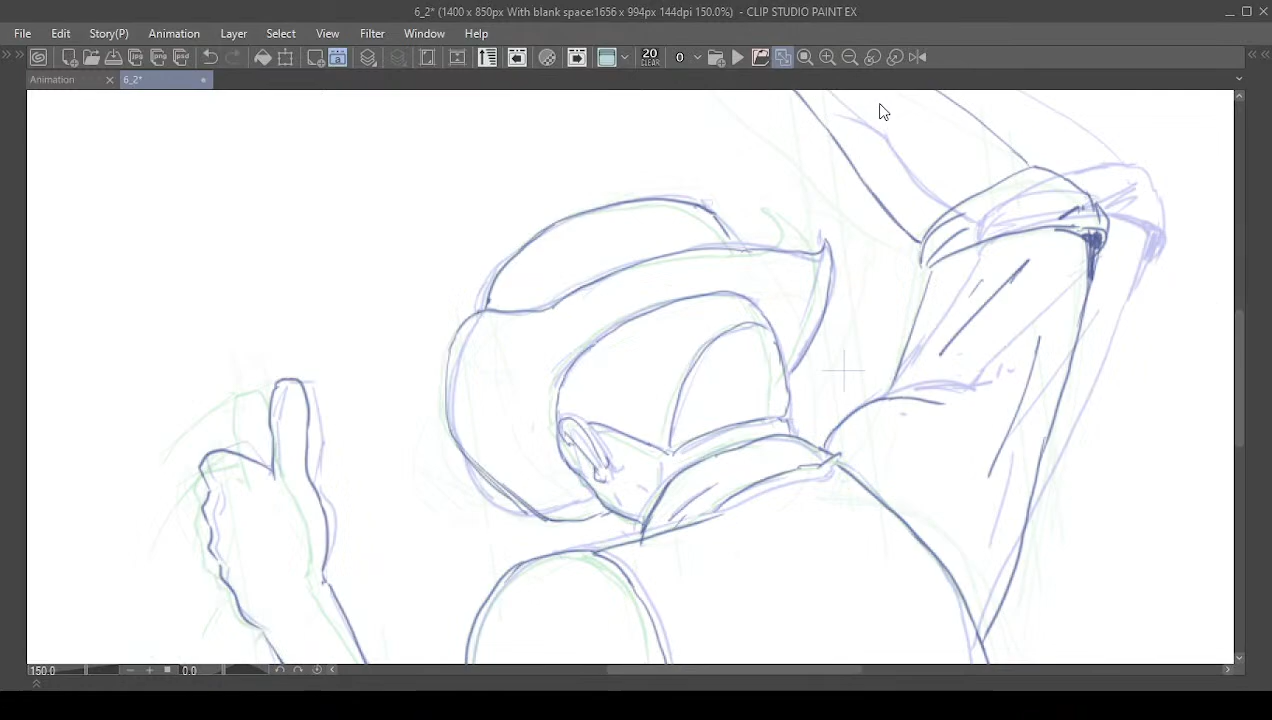 6_2* (1400 x 850px With blank space:1656 x 994px 144dpi 150.0%) - CLIP STUDIO PAINT EX
File Edit Story(P) Animation Layer Select View Filter Window Help
20 CLEAR 0
Animation 6_2*
150.0 0.0